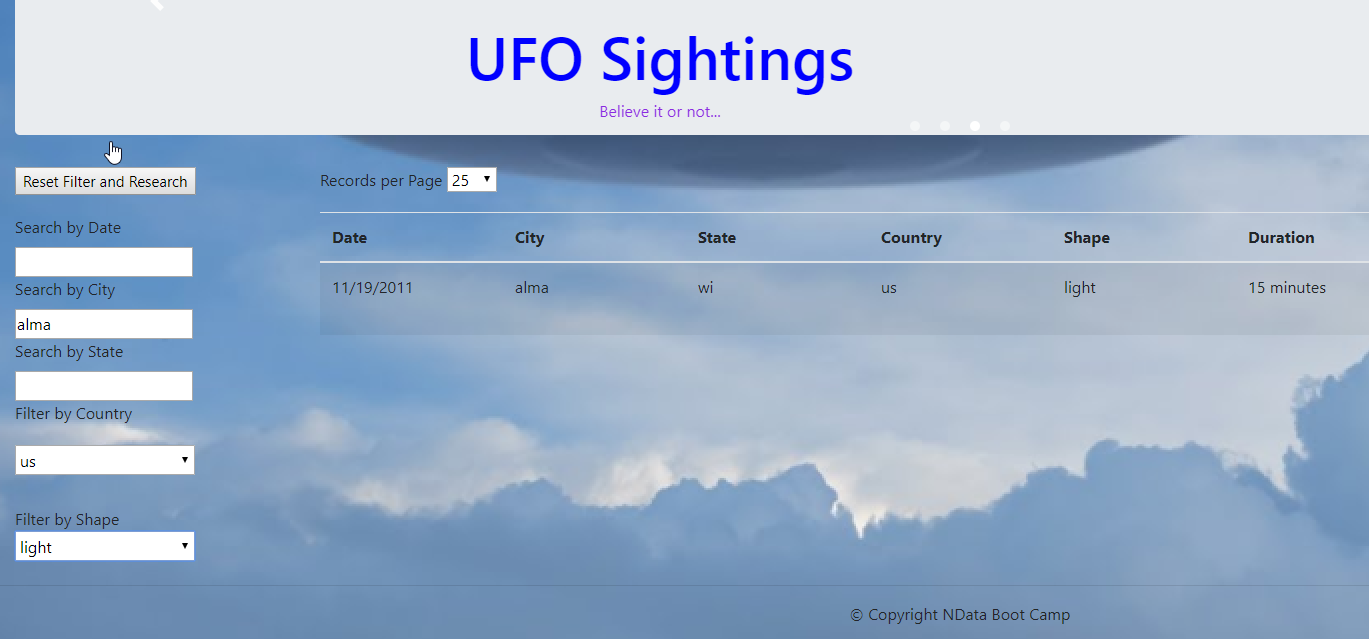 UFO Sightings
Believe it or not...
Reset Filter and Research
Search by Date
Search by City
alma
Search by State
Filter by Country
us
Filter by Shape
light
Records per Page 25
Date City State Country Shape Duration
11/19/2011 alma wi us light 15 minutes
© Copyright NData Boot Camp